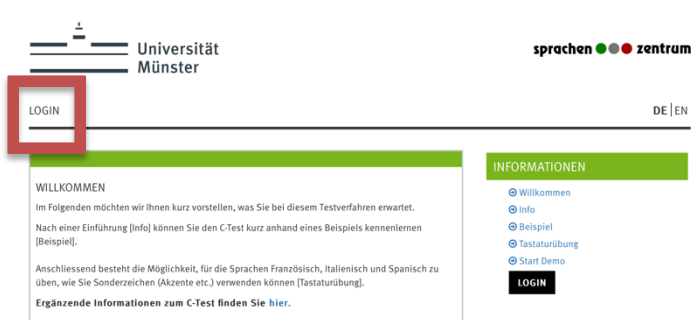 Universität
Münster
sprachen zentrum
LOGIN
DE | EN
WILLKOMMEN
Im Folgenden möchten wir Ihnen kurz vorstellen, was Sie bei diesem Testverfahren erwartet.
Nach einer Einführung [Info] können Sie den C-Test kurz anhand eines Beispiels kennenlernen
[Beispiel].
Anschliessend besteht die Möglichkeit, für die Sprachen Französisch, Italienisch und Spanisch zu
üben, wie Sie Sonderzeichen (Akzente etc.) verwenden können [Tastaturübung].
Ergänzende Informationen zum C-Test finden Sie hier.
INFORMATIONEN
Willkommen
Info
Beispiel
Tastaturübung
Start Demo
LOGIN